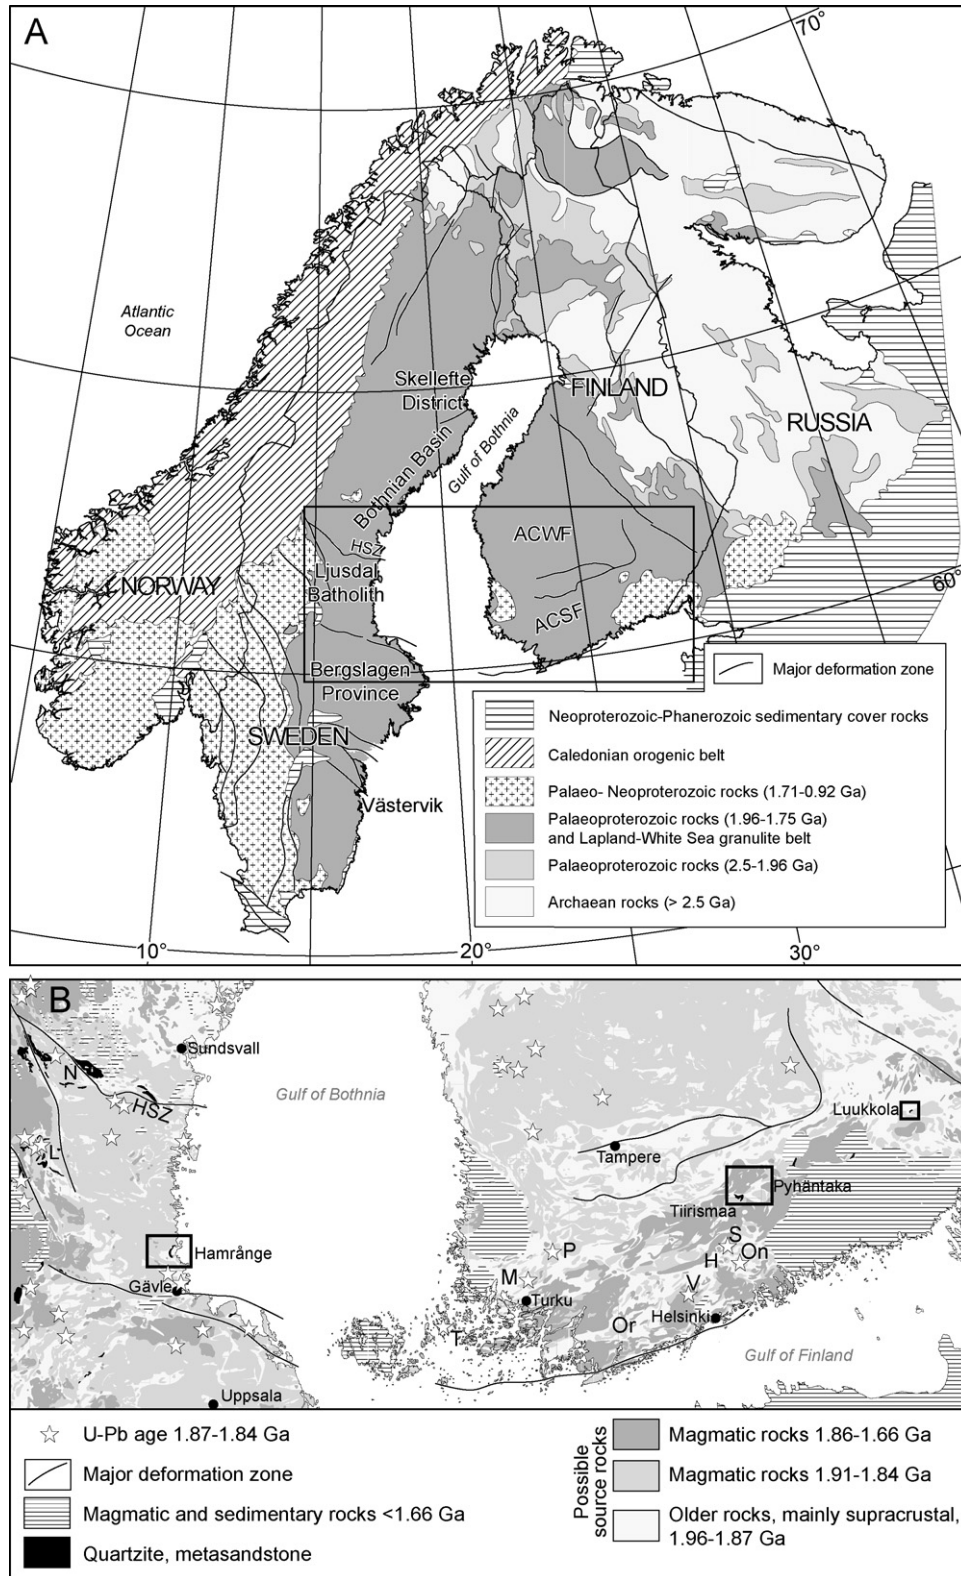 A
70°
Atlantic
Ocean
Skellefte
District
FINLAND
Gulf of Bothnia
RUSSIA
Bothnian Basin
ACWF
HSZ
NORWAY
Ljusdal
Batholith
60°
ACSF
Bergslagen
Province
SWEDEN
Västervik
Major deformation zone
Neoproterozoic-Phanerozoic sedimentary cover rocks
Caledonian orogenic belt
Palaeo- Neoproterozoic rocks (1.71-0.92 Ga)
Palaeoproterozoic rocks (1.96-1.75 Ga)
and Lapland-White Sea granulite belt
Palaeoproterozoic rocks (2.5-1.96 Ga)
Archaean rocks (> 2.5 Ga)
10°
20°
30°
B
Sundsvall
N
HSZ
Gulf of Bothnia
Luukkola
L
Tampere
Pyhäntaka
Tiirismaa
S
Hamrånge
P
H
On
Gävle
M
V
Turku
Or
Helsinki
T
Gulf of Finland
Uppsala
U-Pb age 1.87-1.84 Ga
Major deformation zone
Magmatic and sedimentary rocks <1.66 Ga
Quartzite, metasandstone
Possible
source rocks
Magmatic rocks 1.86-1.66 Ga
Magmatic rocks 1.91-1.84 Ga
Older rocks, mainly supracrustal,
1.96-1.87 Ga